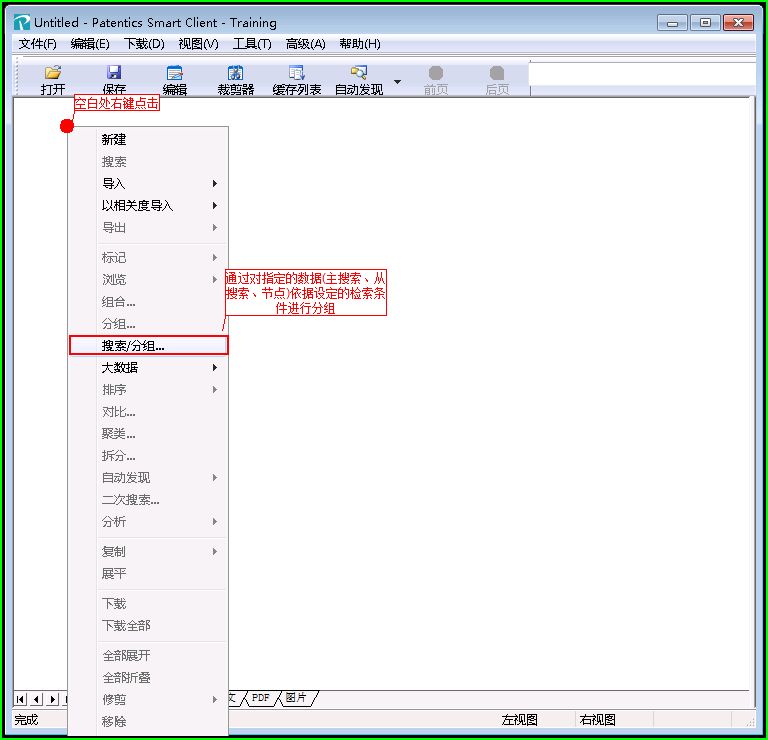 Untitled - Patentics Smart Client - Training
文件(F) 编辑(E) 下载(D) 视图(V) 工具(T) 高级(A) 帮助(H)
打开 保存 编辑 裁剪器 缓存列表 自动发现 前页 后页
空白处右键点击
新建
搜索
导入
以相关度导入
导出
标记
浏览
组合...
分组...
搜索/分组...
大数据
排序
对比...
聚类...
拆分...
自动发现
二次搜索...
分析
复制
展平
下载
下载全部
全部展开
全部折叠
修剪
移除
通过对指定的数据(主搜索、从
搜索、节点)依据设定的检索条
件进行分组
文 PDF 图片
完成 左视图 右视图